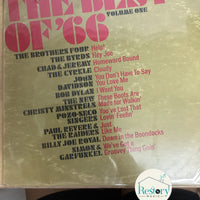 THE BEST
OF '66
VOLUME ONE
THE BROTHERS FOUR Help!
THE BYRDS Hey Joe
CHAD & JEREMY Homeward Bound
THE CYRKLE Cloudy
JOHN DAVIDSON You Don't Have To Say You Love Me
BOB DYLAN I Want You
THE NEW CHRISTY MINSTRELS These Boots Are Made for Walkin'
POZO-SECO SINGERS You've Lost That Lovin' Feelin'
PAUL REVERE & THE RAIDERS Just Like Me
BILLY JOE ROYAL Down in the Boondocks
SIMON & GARFUNKEL We've Got a Groovey Thing Goin'
Restory